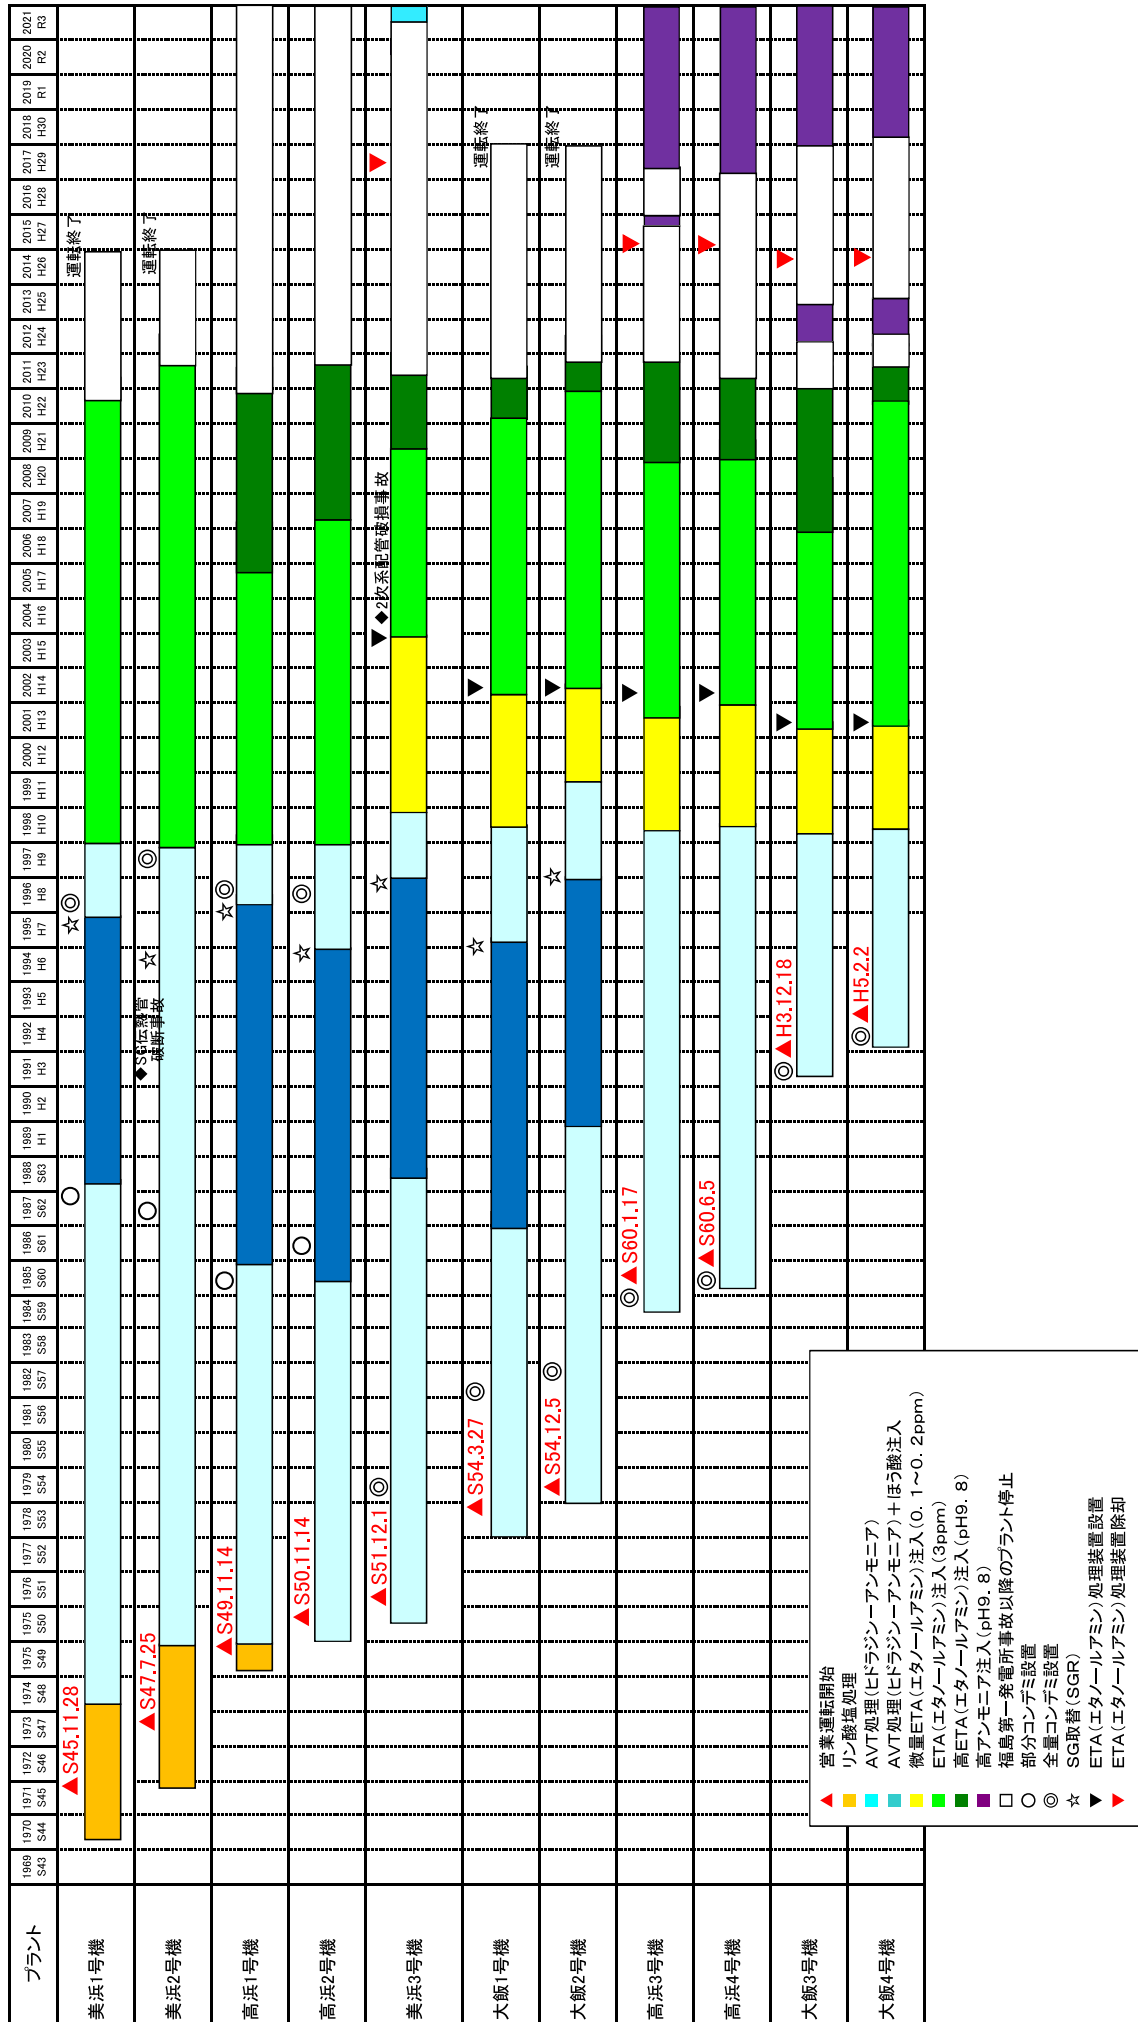 プラント
1969 1970 1971 1972 1973 1974 1975 1975 1976 1977 1978 1979 1980 1981 1982 1983 1984 1985 1986 1987 1988 1989 1990 1991 1992 1993 1994 1995 1996 1997 1998 1999 2000 2001 2002 2003 2004 2005 2006 2007 2008 2009 2010 2011 2012 2013 2014 2015 2016 2017 2018 2019 2020 2021
S43 S44 S45 S46 S47 S48 S49 S50 S51 S52 S53 S54 S55 S56 S57 S58 S59 S60 S61 S62 S63 H1 H2 H3 H4 H5 H6 H7 H8 H9 H10 H11 H12 H13 H14 H15 H16 H17 H18 H19 H20 H21 H22 H23 H24 H25 H26 H27 H28 H29 H30 R1 R2 R3
美浜1号機
▲S45.11.28 ○ ☆ ◎ 運転終了
美浜2号機
▲S47.7.25 ○ ◆SG伝熱管
破断事故
☆ ◎ 運転終了
高浜1号機
▲S49.11.14 ○ ☆ ◎
高浜2号機
▲S50.11.14 ○ ☆ ◎
美浜3号機
▲S51.12.1 ◎ ☆ ▼ ◆2次系配管破損事故 ▼
大飯1号機
▲S54.3.27 ◎ ☆ ▼ 運転終了
大飯2号機
▲S54.12.5 ◎ ☆ ▼ 運転終了
高浜3号機
◎ ▲S60.1.17 ▼ ▼
高浜4号機
◎ ▲S60.6.5 ▼ ▼
大飯3号機
◎ ▲H3.12.18 ▼ ▼
大飯4号機
◎ ▲H5.2.2 ▼ ▼
▲ 営業運転開始
■ リン酸塩処理
■ AVT処理(ヒドラジンーアンモニア)
■ AVT処理(ヒドラジンーアンモニア)+ほう酸注入
■ 微量ETA(エタノールアミン)注入(0.1~0.2ppm)
■ ETA(エタノールアミン)注入(3ppm)
■ 高ETA(エタノールアミン)注入(pH9.8)
■ 高アンモニア注入(pH9.8)
□ 福島第一発電所事故以降のプラント停止
○ 部分コンデミ設置
◎ 全量コンデミ設置
☆ SG取替(SGR)
▼ ETA(エタノールアミン)処理装置設置
▼ ETA(エタノールアミン)処理装置除却